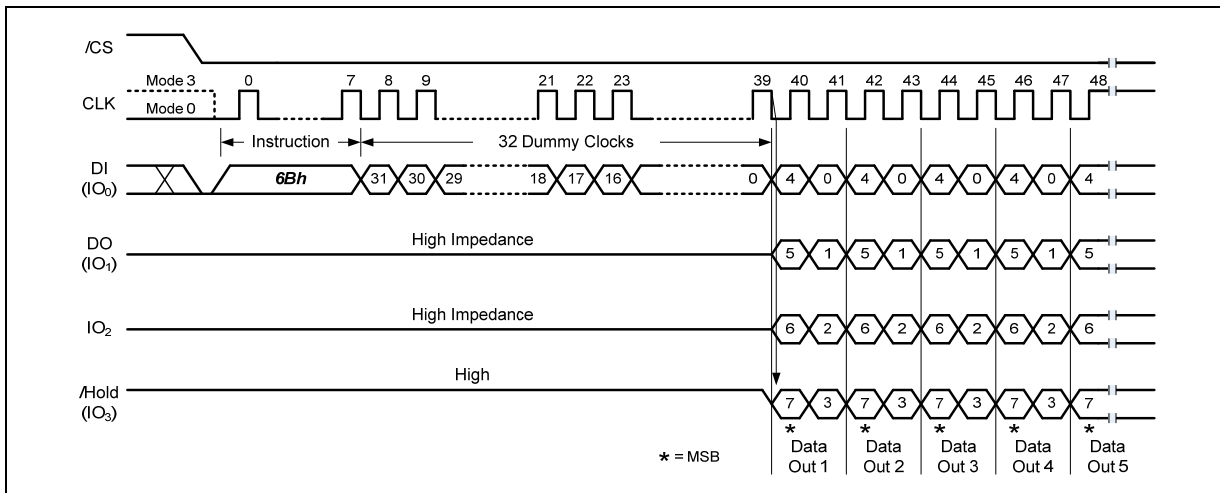 /CS
Mode 3 0 7 8 9 21 22 23 39 40 41 42 43 44 45 46 47 48
CLK Mode 0
Instruction 32 Dummy Clocks
DI (IO₀) 6Bh 31 30 29 18 17 16 0 4 0 4 0 4 0 4 0 4
High Impedance
DO (IO₁) 5 1 5 1 5 1 5 1 5
High Impedance
IO₂ 6 2 6 2 6 2 6 2 6
High
/Hold (IO₃) 7 3 7 3 7 3 7 3 7
* * * * *
* = MSB
Data Out 1 Data Out 2 Data Out 3 Data Out 4 Data Out 5